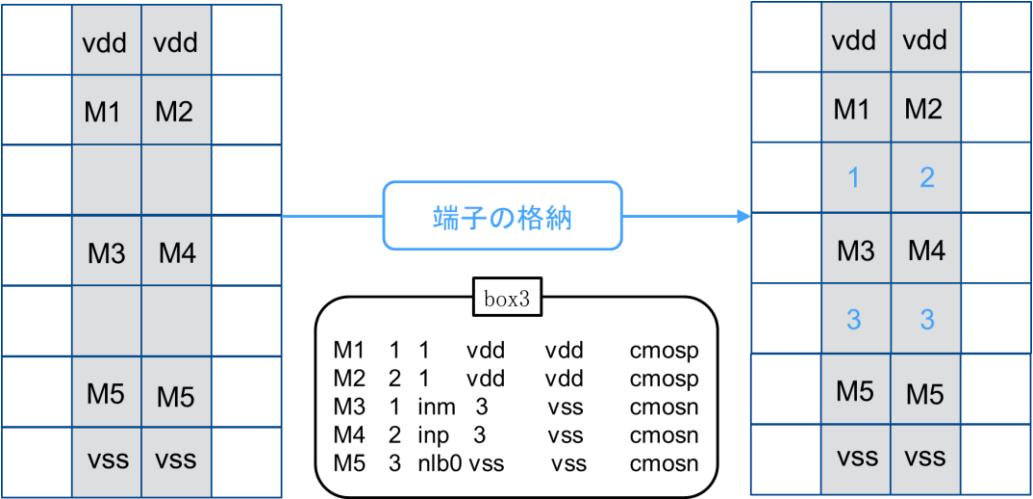 vdd vdd
M1 M2
M3 M4
M5 M5
vss vss
端子の格納
box3
M1 1 1 vdd vdd cmosp
M2 2 1 vdd vdd cmosp
M3 1 inm 3 vss cmosn
M4 2 inp 3 vss cmosn
M5 3 nlb0 vss vss cmosn
vdd vdd
M1 M2
1 2
M3 M4
3 3
M5 M5
vss vss